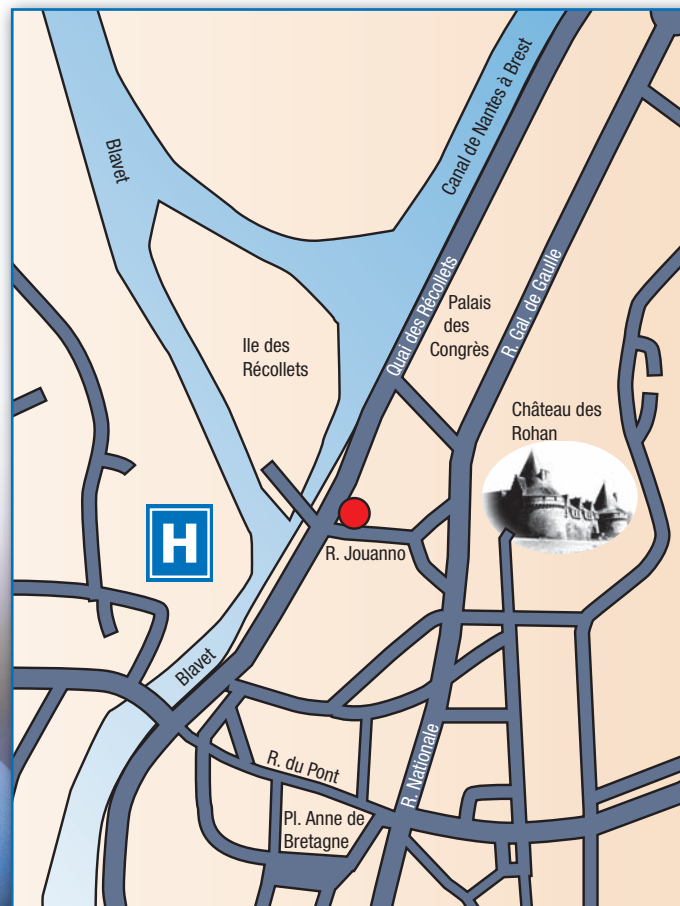 Blavet
Canal de Nantes à Brest
Quai des Récollets
Palais
des
Congrès
R. Gal. de Gaulle
Ile des
Récollets
Château des
Rohan
H
R. Jouanno
Blavet
R. du Pont
R. Nationale
Pl. Anne de
Bretagne